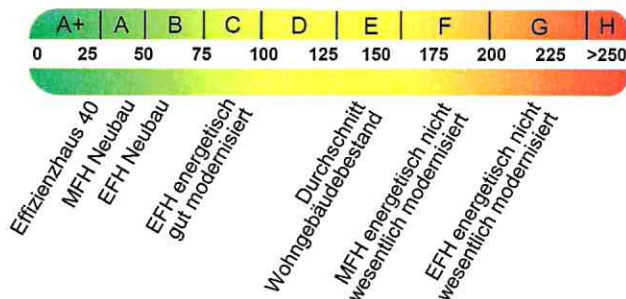 A+ A B C D E F G H
0 25 50 75 100 125 150 175 200 225 >250
Effizienzhaus 40
MFH Neubau
EFH Neubau
EFH energetisch
gut modernisiert
Durchschnitt
Wohngebäudebestand
MFH energetisch nicht
wesentlich modernisiert
EFH energetisch nicht
wesentlich modernisiert